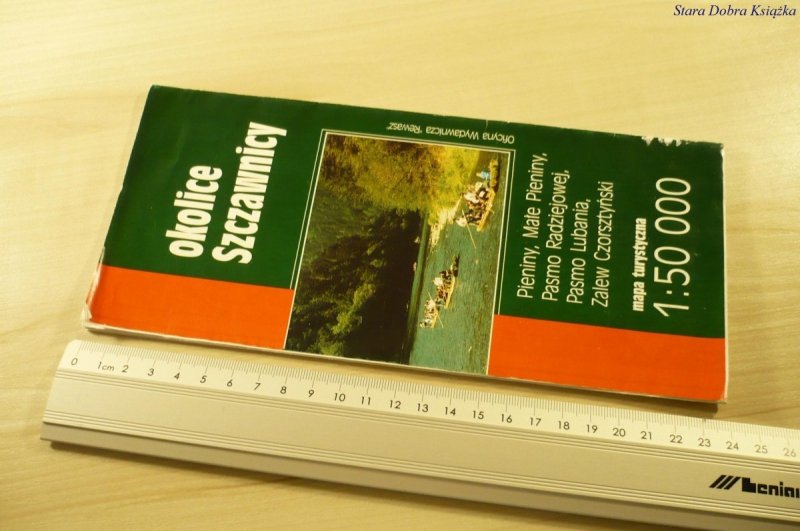 Stara Dobra Książka
okolice
Szczawnicy
Oficyna Wydawnicza "Rewasz"
Pieniny, Małe Pieniny,
Pasmo Radziejowej,
Pasmo Lubania,
Zalew Czorsztyński
mapa turystyczna
1:50 000
0 1cm 2 3 4 5 6 7 8 9 10 11 12 13 14 15 16 17 18 19 20 21 22 23 24 25 26